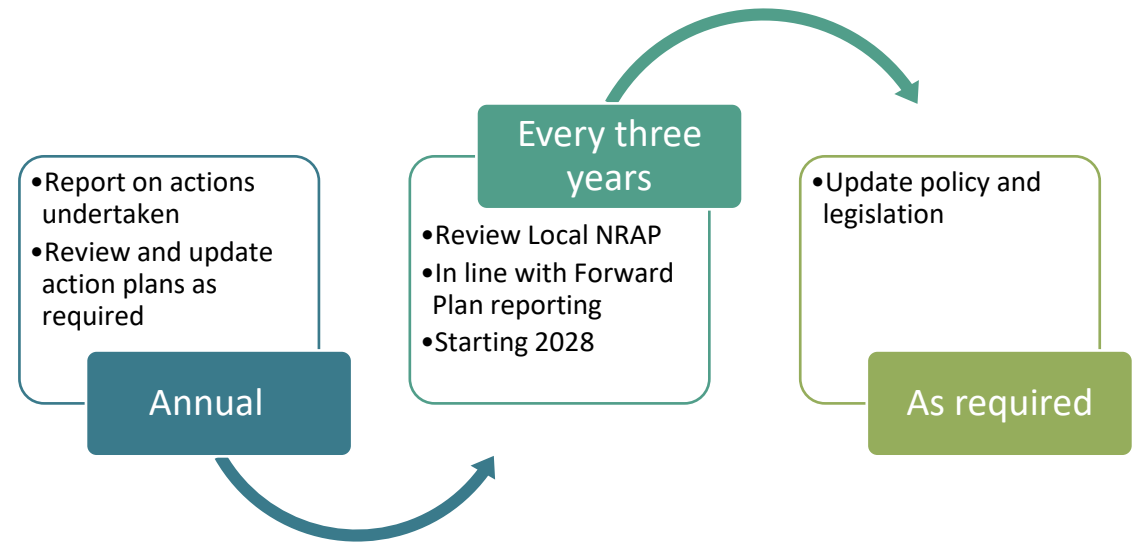 •Report on actions
undertaken
•Review and update
action plans as
required
Annual
Every three
years
•Review Local NRAP
•In line with Forward
Plan reporting
•Starting 2028
•Update policy and
legislation
As required